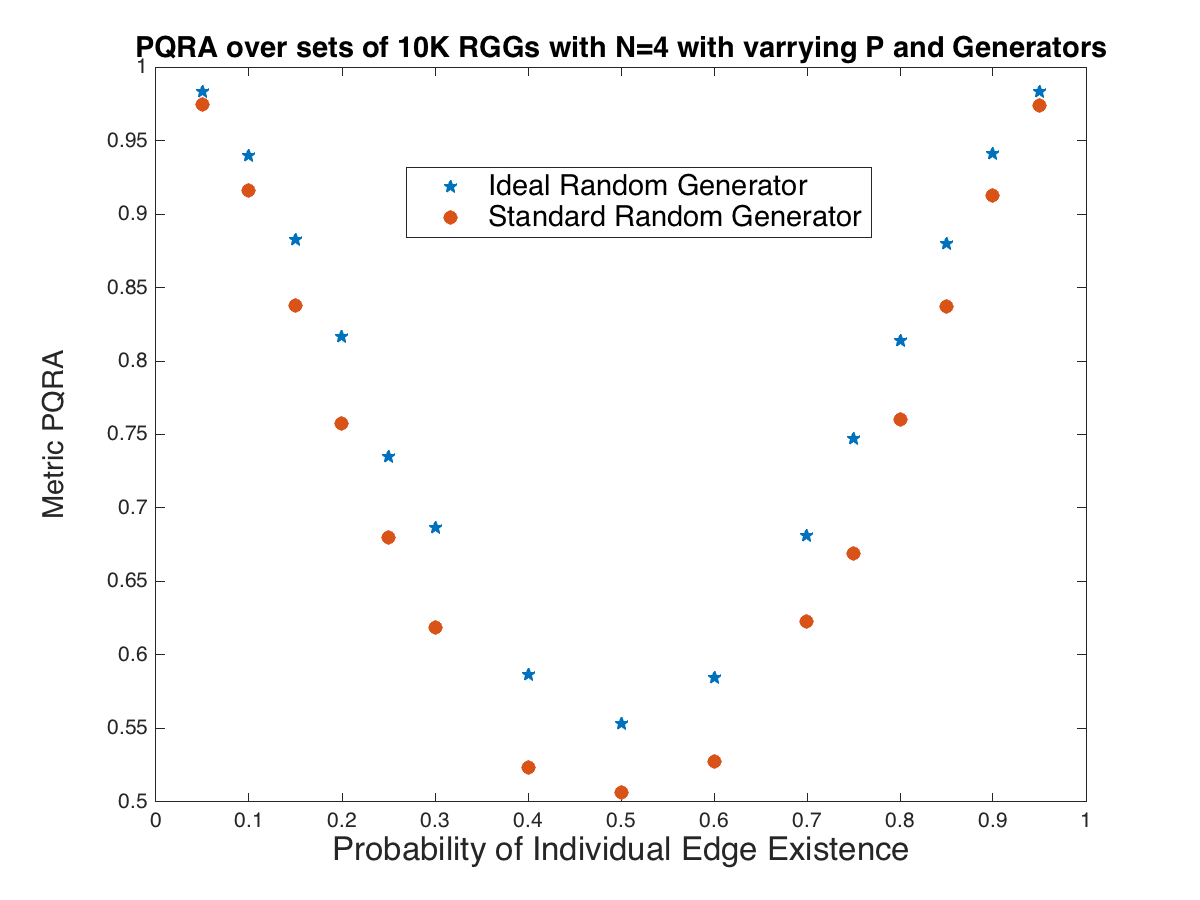 PQRA over sets of 10K RGGs with N=4 with varrying P and Generators
1
0.95
0.9
0.85
0.8
0.75
0.7
0.65
0.6
0.55
0.5
Metric PQRA
Ideal Random Generator
Standard Random Generator
0 0.1 0.2 0.3 0.4 0.5 0.6 0.7 0.8 0.9 1
Probability of Individual Edge Existence